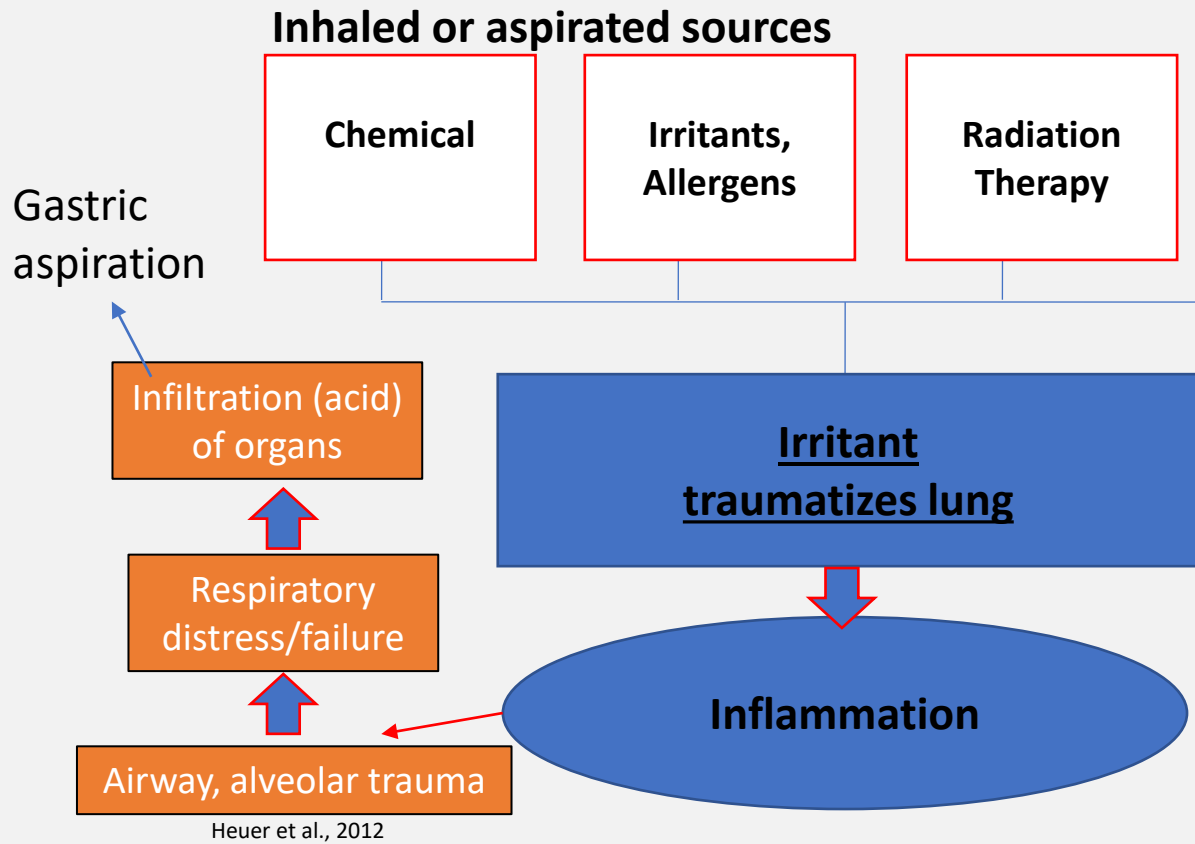 Inhaled or aspirated sources
Chemical
Irritants,
Allergens
Radiation
Therapy
Gastric
aspiration
Infiltration (acid)
of organs
Irritant
traumatizes lung
Respiratory
distress/failure
Inflammation
Airway, alveolar trauma
Heuer et al., 2012